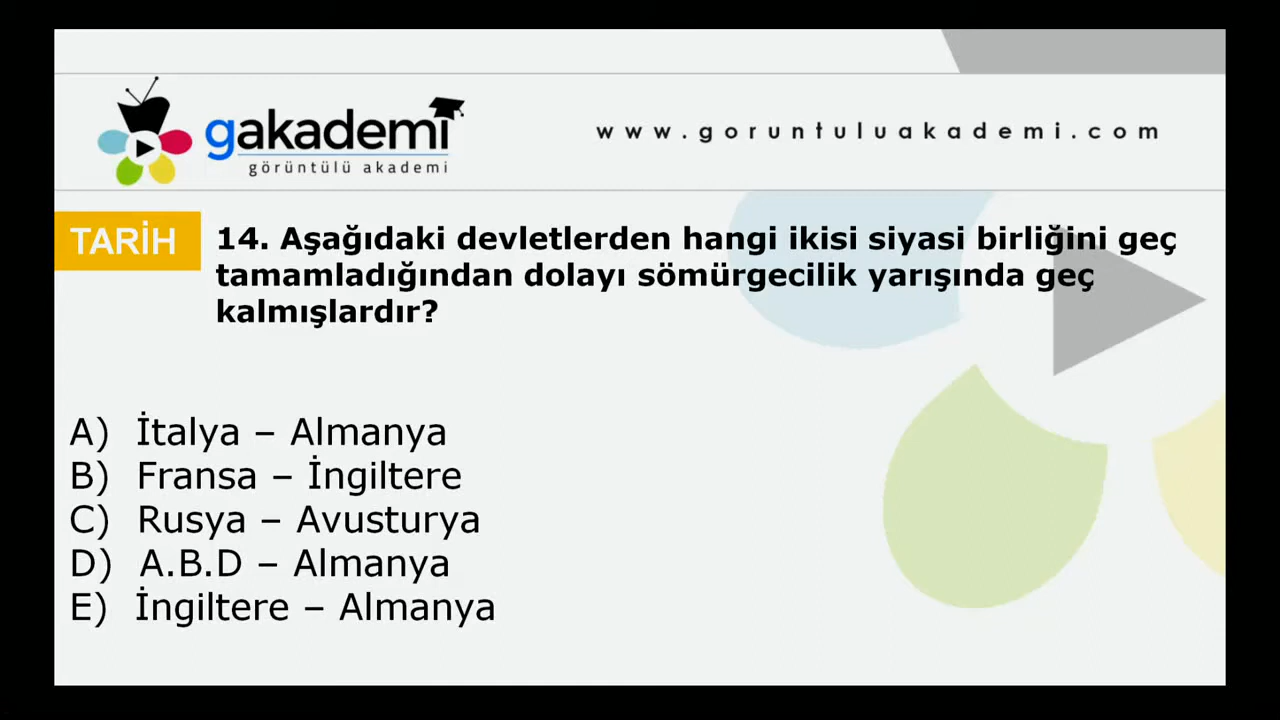 gakademi
görüntülü akademi
www.goruntuluakademi.com
TARİH
14. Aşağıdaki devletlerden hangi ikisi siyasi birliğini geç
tamamladığından dolayı sömürgecilik yarışında geç
kalmışlardır?
A) İtalya – Almanya
B) Fransa – İngiltere
C) Rusya – Avusturya
D) A.B.D – Almanya
E) İngiltere – Almanya